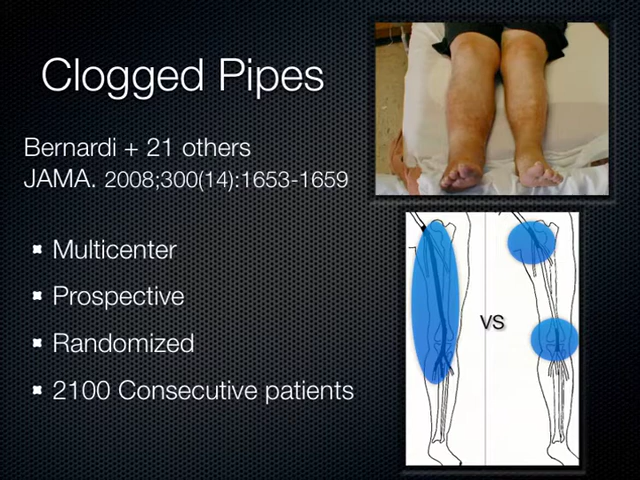 Clogged Pipes
Bernardi + 21 others
JAMA. 2008;300(14):1653-1659
Multicenter
Prospective
Randomized
2100 Consecutive patients
VS